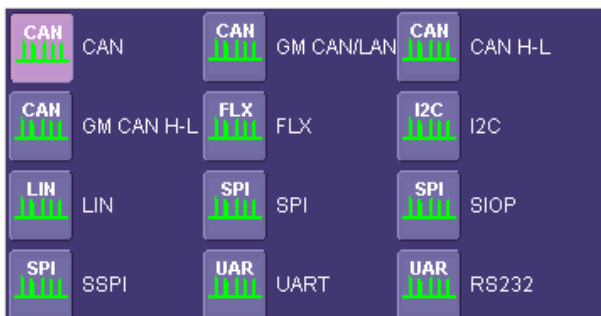 CAN CAN CAN GM CAN/LAN CAN CAN H-L
CAN GM CAN H-L FLX FLX I2C I2C
LIN LIN SPI SPI SPI SIOP
SPI SSPI UAR UART UAR RS232